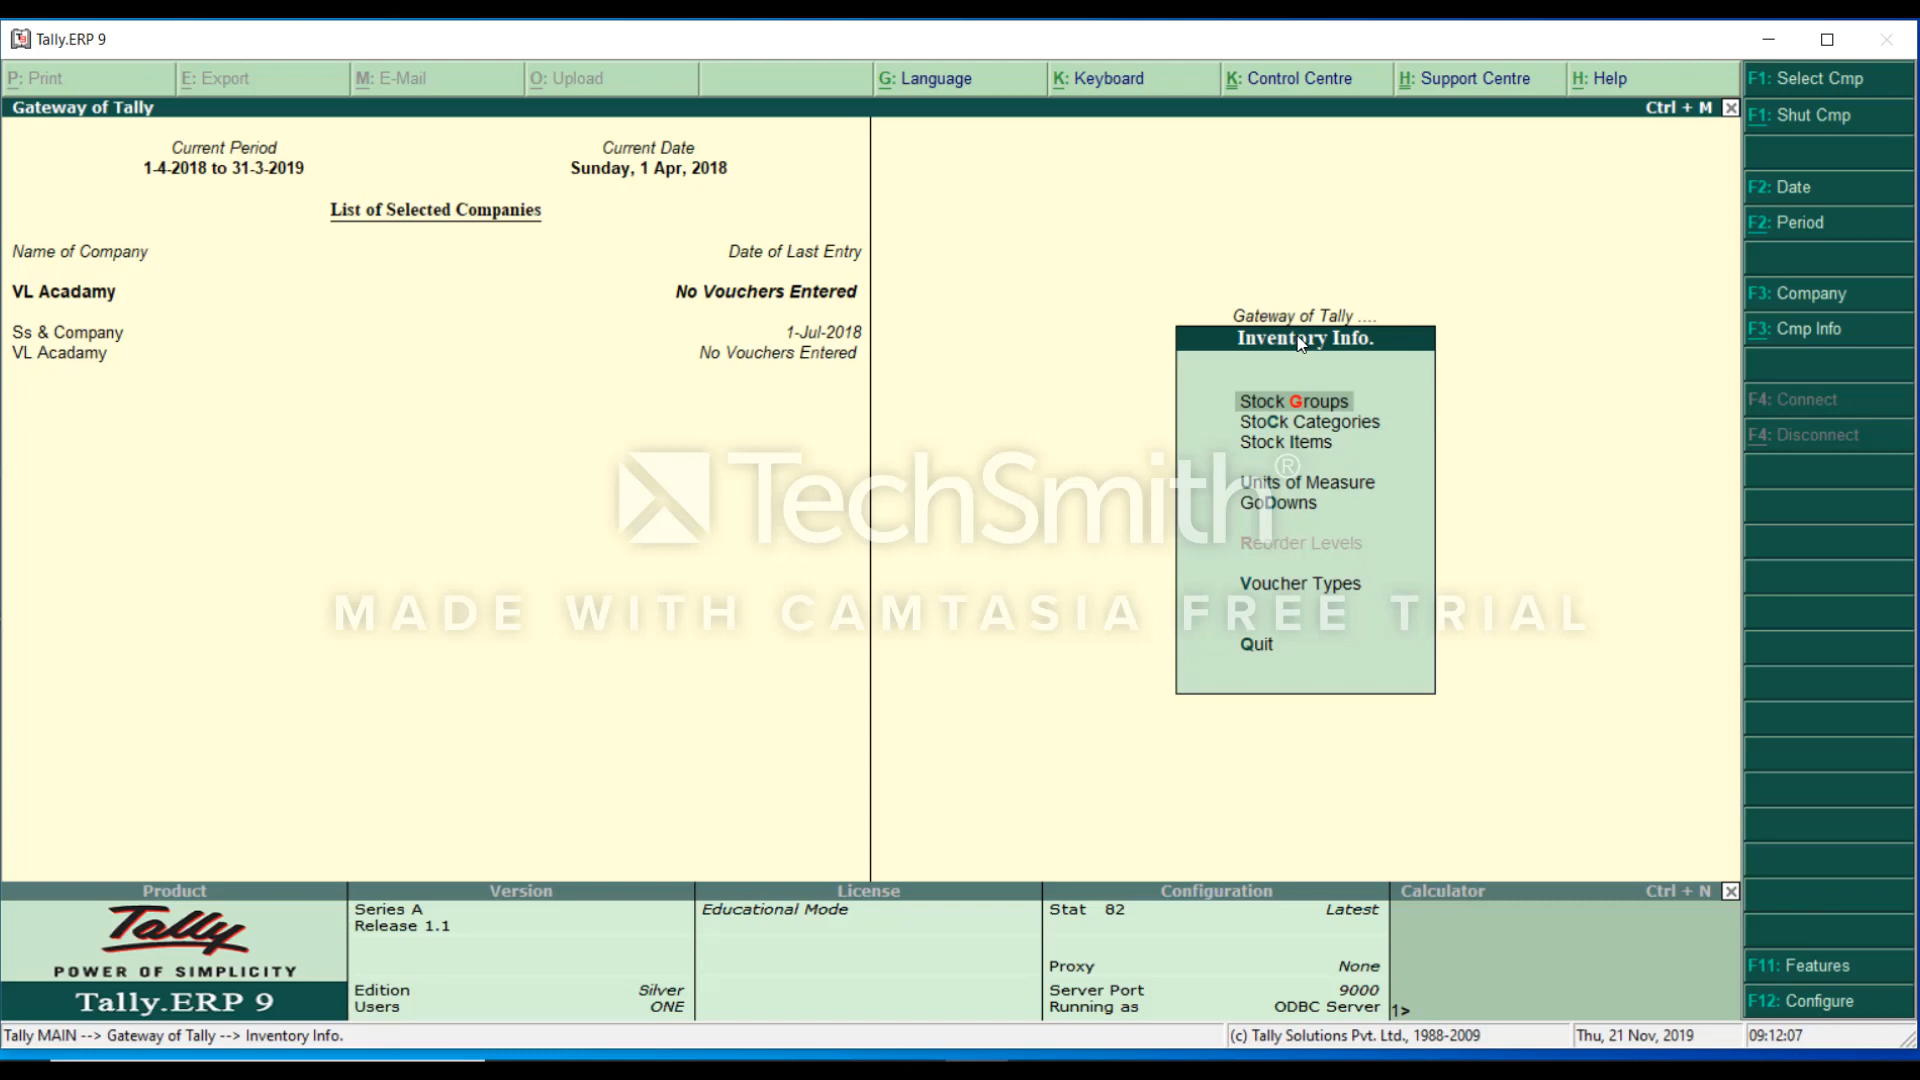 Tally.ERP 9
P: Print
E: Export
M: E-Mail
O: Upload
G: Language
K: Keyboard
K: Control Centre
H: Support Centre
H: Help
Gateway of Tally
Ctrl + M
Current Period
1-4-2018 to 31-3-2019
Current Date
Sunday, 1 Apr, 2018
List of Selected Companies
Name of Company
Date of Last Entry
VL Acadamy
No Vouchers Entered
Ss & Company
1-Jul-2018
VL Acadamy
No Vouchers Entered
Gateway of Tally ....
Inventory Info.
Stock Groups
StoCk Categories
Stock Items
Units of Measure
GoDowns
Reorder Levels
Voucher Types
Quit
TechSmith®
MADE WITH CAMTASIA FREE TRIAL
F1: Select Cmp
F1: Shut Cmp
F2: Date
F2: Period
F3: Company
F3: Cmp Info
F4: Connect
F4: Disconnect
F11: Features
F12: Configure
Product
Tally
POWER OF SIMPLICITY
Tally.ERP 9
Version
Series A
Release 1.1
Edition Silver
Users ONE
License
Educational Mode
Configuration
Stat 82 Latest
Proxy None
Server Port 9000
Running as ODBC Server
Calculator
Ctrl + N
1>
Tally MAIN --> Gateway of Tally --> Inventory Info.
(c) Tally Solutions Pvt. Ltd., 1988-2009
Thu, 21 Nov, 2019
09:12:07